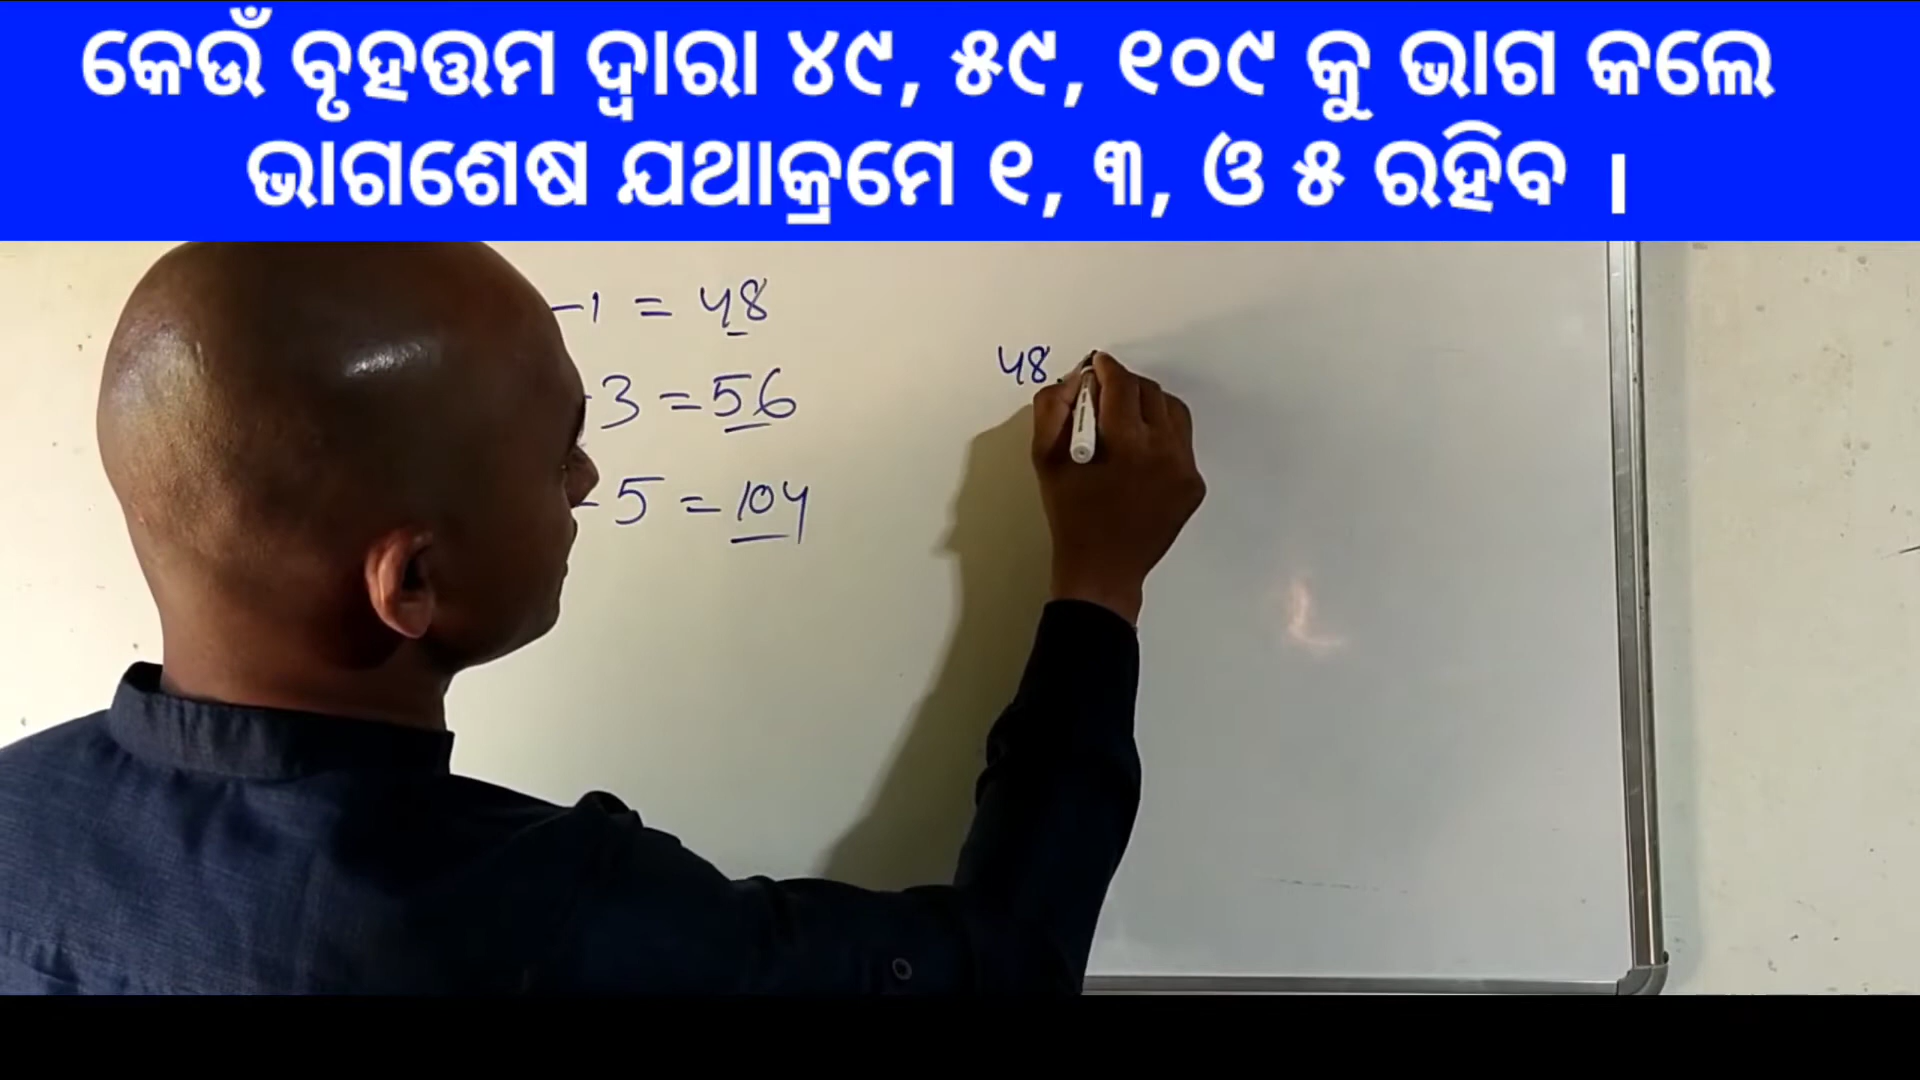 କେଉଁ ବୃହତ୍ତମ ଦ୍ୱାରା ୪୯, ୫୯, ୧୦୯ କୁ ଭାଗ କଲେ
ଭାଗଶେଷ ଯଥାକ୍ରମେ ୧, ୩, ଓ ୫ ରହିବ ।
-1 = 48
-3 = 56
- 5 = 104
48,